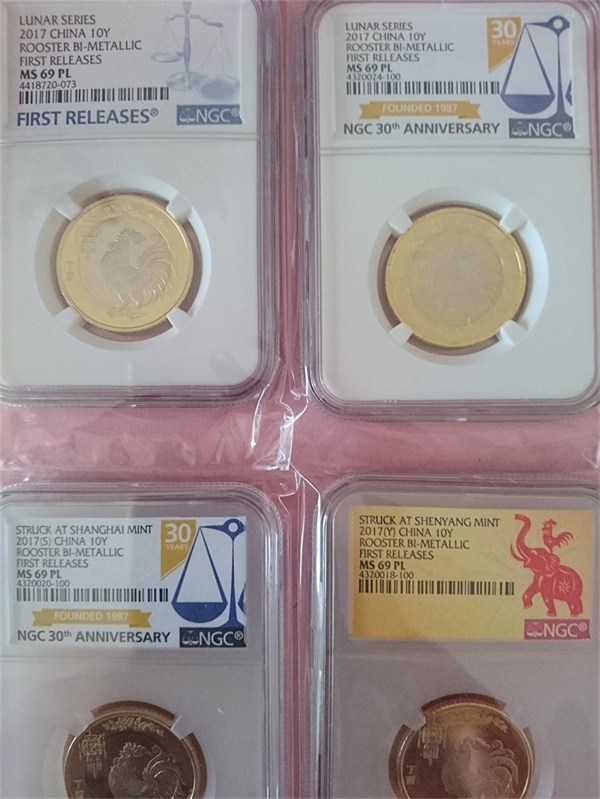 LUNAR SERIES
2017 CHINA 10Y
ROOSTER BI-METALLIC
FIRST RELEASES
MS 69 PL
4418720-073
FIRST RELEASES®
NGC®
LUNAR SERIES
2017 CHINA 10Y
ROOSTER BI-METALLIC
FIRST RELEASES
MS 69 PL
4320024-100
30
YEARS
FOUNDED 1987
NGC 30th ANNIVERSARY
NGC®
STRUCK AT SHANGHAI MINT
2017(S) CHINA 10Y
ROOSTER BI-METALLIC
FIRST RELEASES
MS 69 PL
4320020-100
30
YEARS
FOUNDED 1987
NGC 30th ANNIVERSARY
NGC®
STRUCK AT SHENYANG MINT
2017(Y) CHINA 10Y
ROOSTER BI-METALLIC
FIRST RELEASES
MS 69 PL
4320018-100
NGC®